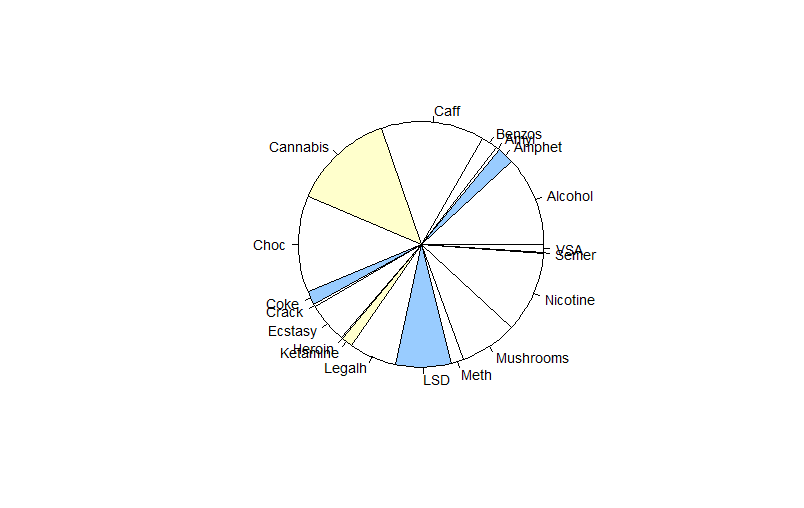 Caff
Benzos
Amyl
Amphet
Cannabis
Alcohol
Choc
VSA
Semer
Coke
Nicotine
Crack
Ecstasy
Heroin
Ketamine
Mushrooms
Legalh
Meth
LSD